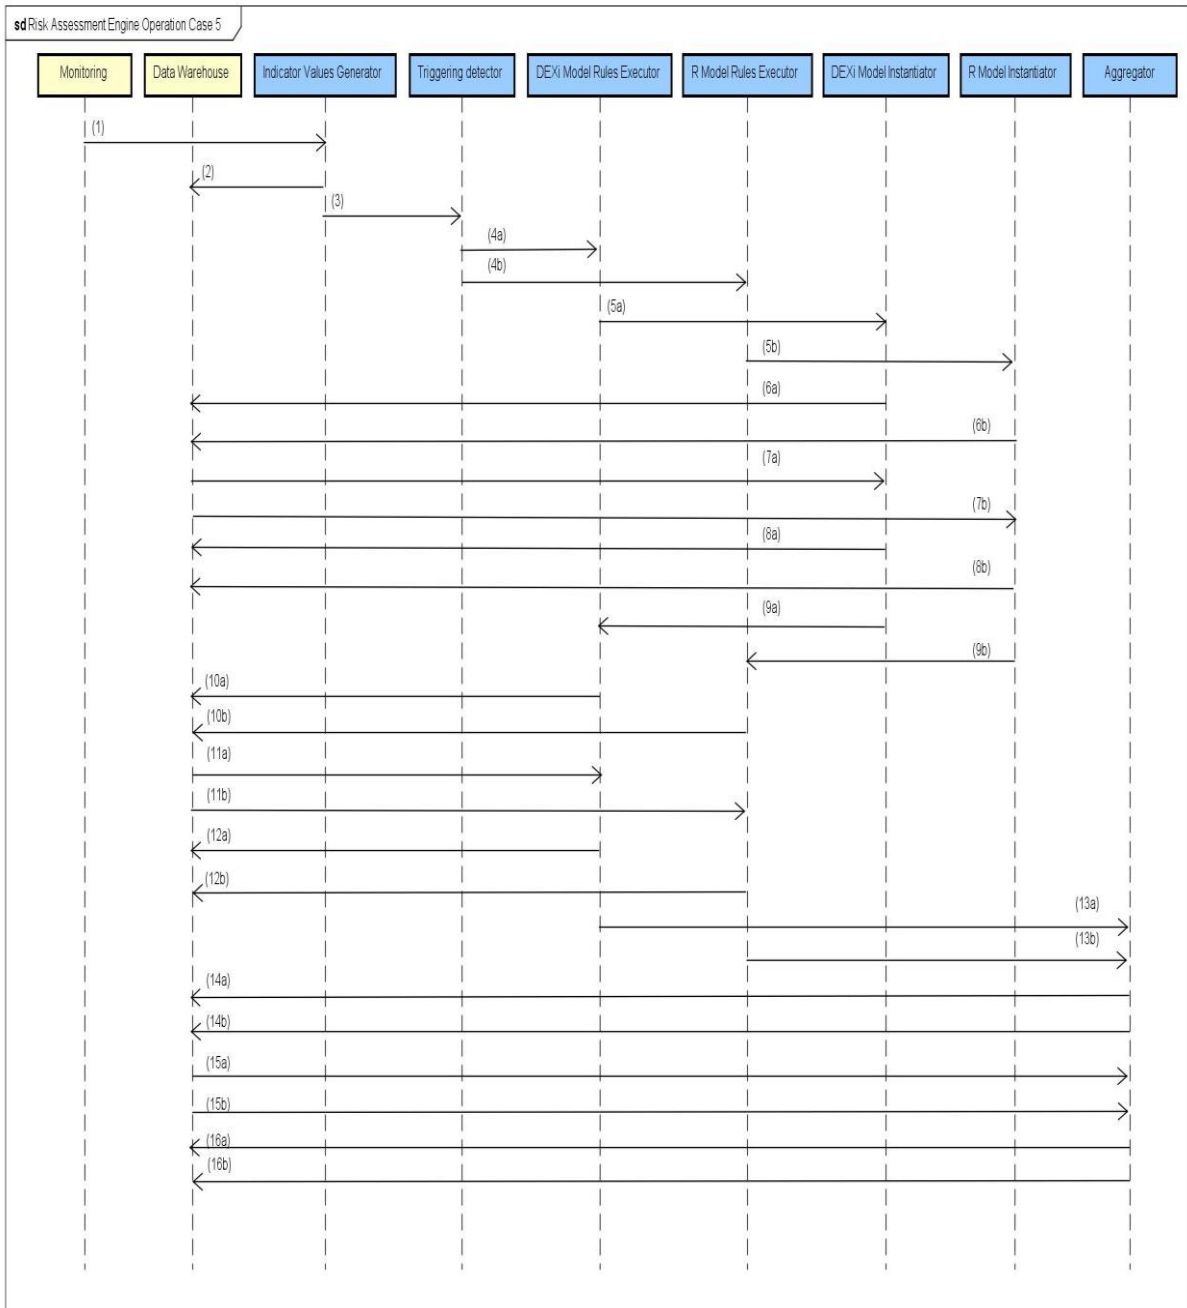 sd Risk Assessment Engine Operation Case 5
Monitoring
Data Warehouse
Indicator Values Generator
Triggering detector
DEXi Model Rules Executor
R Model Rules Executor
DEXi Model Instantiator
R Model Instantiator
Aggregator
(1)
(2)
(3)
(4a)
(4b)
(5a)
(5b)
(6a)
(6b)
(7a)
(7b)
(8a)
(8b)
(9a)
(9b)
(10a)
(10b)
(11a)
(11b)
(12a)
(12b)
(13a)
(13b)
(14a)
(14b)
(15a)
(15b)
(16a)
(16b)